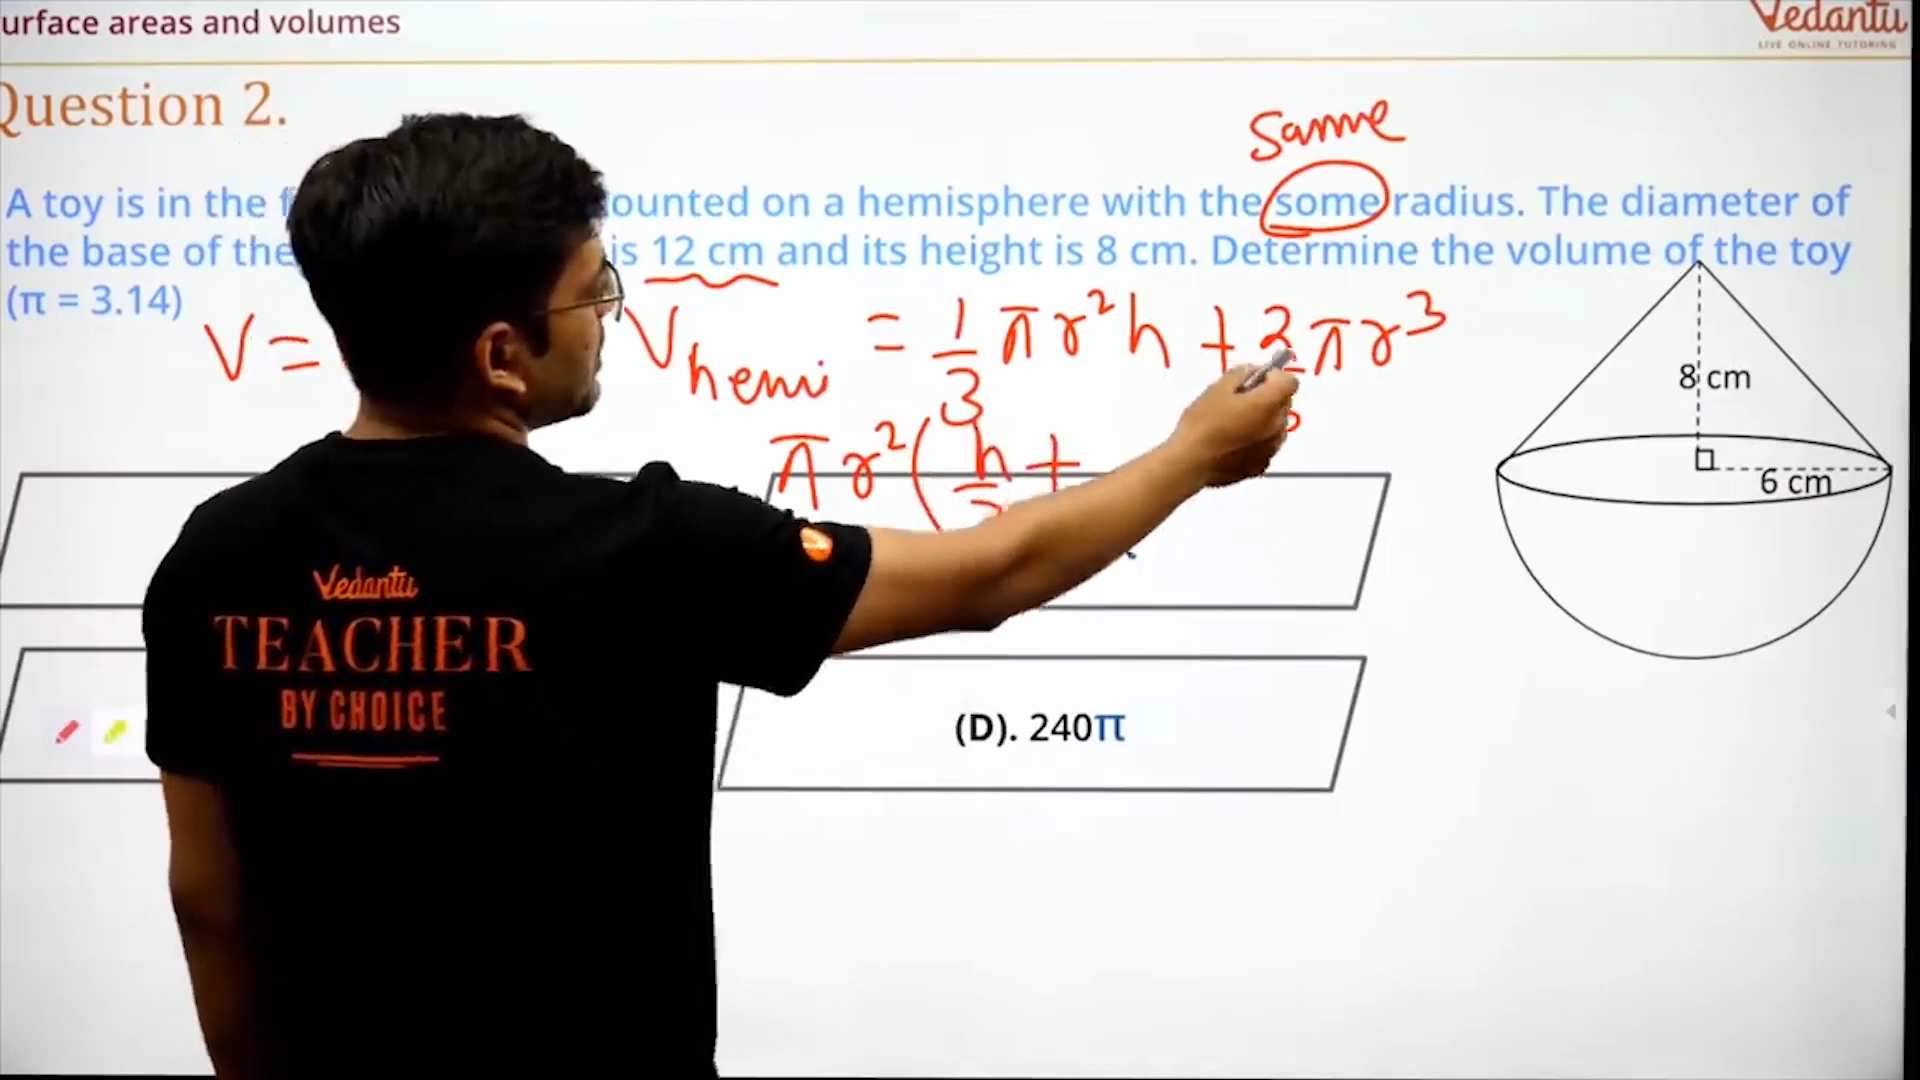 urface areas and volumes
Vedantu
LIVE ONLINE TUTORING
Question 2.
Same
A toy is in the ounted on a hemisphere with the some radius. The diameter of
the base of the is 12 cm and its height is 8 cm. Determine the volume of the toy
(π = 3.14)
V = V hemi = 1/3 πr²h + 2/3 πr³
πr² ( h/3 +
8 cm
6 cm
Vedantu
TEACHER
BY CHOICE
(D). 240π